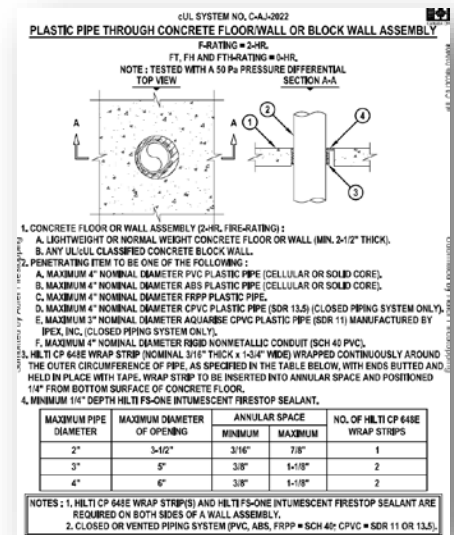 cUL SYSTEM NO. C-AJ-2022
PLASTIC PIPE THROUGH CONCRETE FLOOR/WALL OR BLOCK WALL ASSEMBLY
F-RATING = 2-HR.
FT, FH AND FTH-RATING = 0-HR.
NOTE : TESTED WITH A 50 Pa PRESSURE DIFFERENTIAL
TOP VIEW
SECTION A-A
A
A
1
2
4
3
1. CONCRETE FLOOR OR WALL ASSEMBLY (2-HR. FIRE-RATING) :
A. LIGHTWEIGHT OR NORMAL WEIGHT CONCRETE FLOOR OR WALL (MIN. 2-1/2" THICK).
B. ANY UL/cUL CLASSIFIED CONCRETE BLOCK WALL.
2. PENETRATING ITEM TO BE ONE OF THE FOLLOWING :
A. MAXIMUM 4" NOMINAL DIAMETER PVC PLASTIC PIPE (CELLULAR OR SOLID CORE).
B. MAXIMUM 4" NOMINAL DIAMETER ABS PLASTIC PIPE (CELLULAR OR SOLID CORE).
C. MAXIMUM 4" NOMINAL DIAMETER FRPP PLASTIC PIPE.
D. MAXIMUM 4" NOMINAL DIAMETER CPVC PLASTIC PIPE (SDR 13.5) (CLOSED PIPING SYSTEM ONLY).
E. MAXIMUM 3" NOMINAL DIAMETER AQUARISE CPVC PLASTIC PIPE (SDR 11) MANUFACTURED BY
IPEX, INC. (CLOSED PIPING SYSTEM ONLY).
F. MAXIMUM 4" NOMINAL DIAMETER RIGID NONMETALLIC CONDUIT (SCH 40 PVC).
3. HILTI CP 648E WRAP STRIP (NOMINAL 3/16" THICK x 1-3/4" WIDE) WRAPPED CONTINUOUSLY AROUND
THE OUTER CIRCUMFERENCE OF PIPE, AS SPECIFIED IN THE TABLE BELOW, WITH ENDS BUTTED AND
HELD IN PLACE WITH TAPE. WRAP STRIP TO BE INSERTED INTO ANNULAR SPACE AND POSITIONED
1/4" FROM BOTTOM SURFACE OF CONCRETE FLOOR.
4. MINIMUM 1/4" DEPTH HILTI FS-ONE INTUMESCENT FIRESTOP SEALANT.
MAXIMUM PIPE DIAMETER MAXIMUM DIAMETER OF OPENING ANNULAR SPACE NO. OF HILTI CP 648E WRAP STRIPS
MINIMUM MAXIMUM
2" 3-1/2" 3/16" 7/8" 1
3" 5" 3/8" 1-1/8" 2
4" 6" 3/8" 1-1/8" 2
NOTES : 1. HILTI CP 648E WRAP STRIP(S) AND HILTI FS-ONE INTUMESCENT FIRESTOP SEALANT ARE
REQUIRED ON BOTH SIDES OF A WALL ASSEMBLY.
2. CLOSED OR VENTED PIPING SYSTEM (PVC, ABS, FRPP = SCH 40; CPVC = SDR 11 OR 13.5).